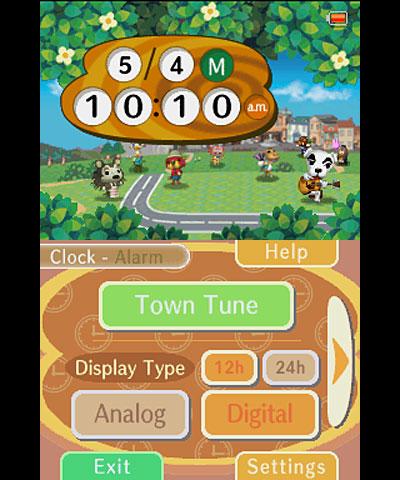 5/4 M
10:10 a.m.
Clock - Alarm
Help
Town Tune
Display Type 12h 24h
Analog Digital
Exit Settings